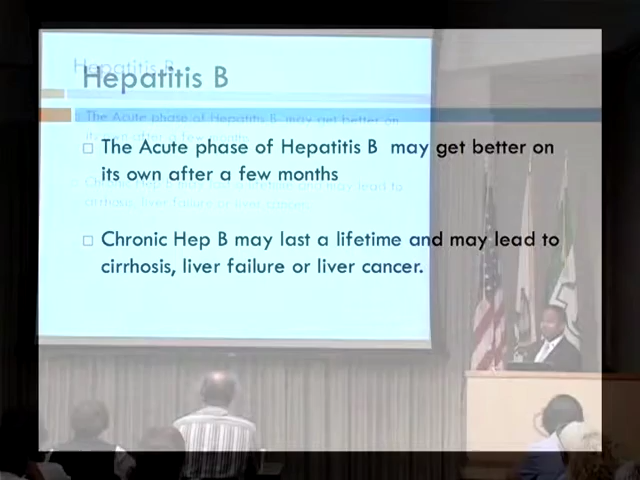 Hepatitis B
The Acute phase of Hepatitis B may get better on
its own after a few months
Chronic Hep B may last a lifetime and may lead to
cirrhosis, liver failure or liver cancer.